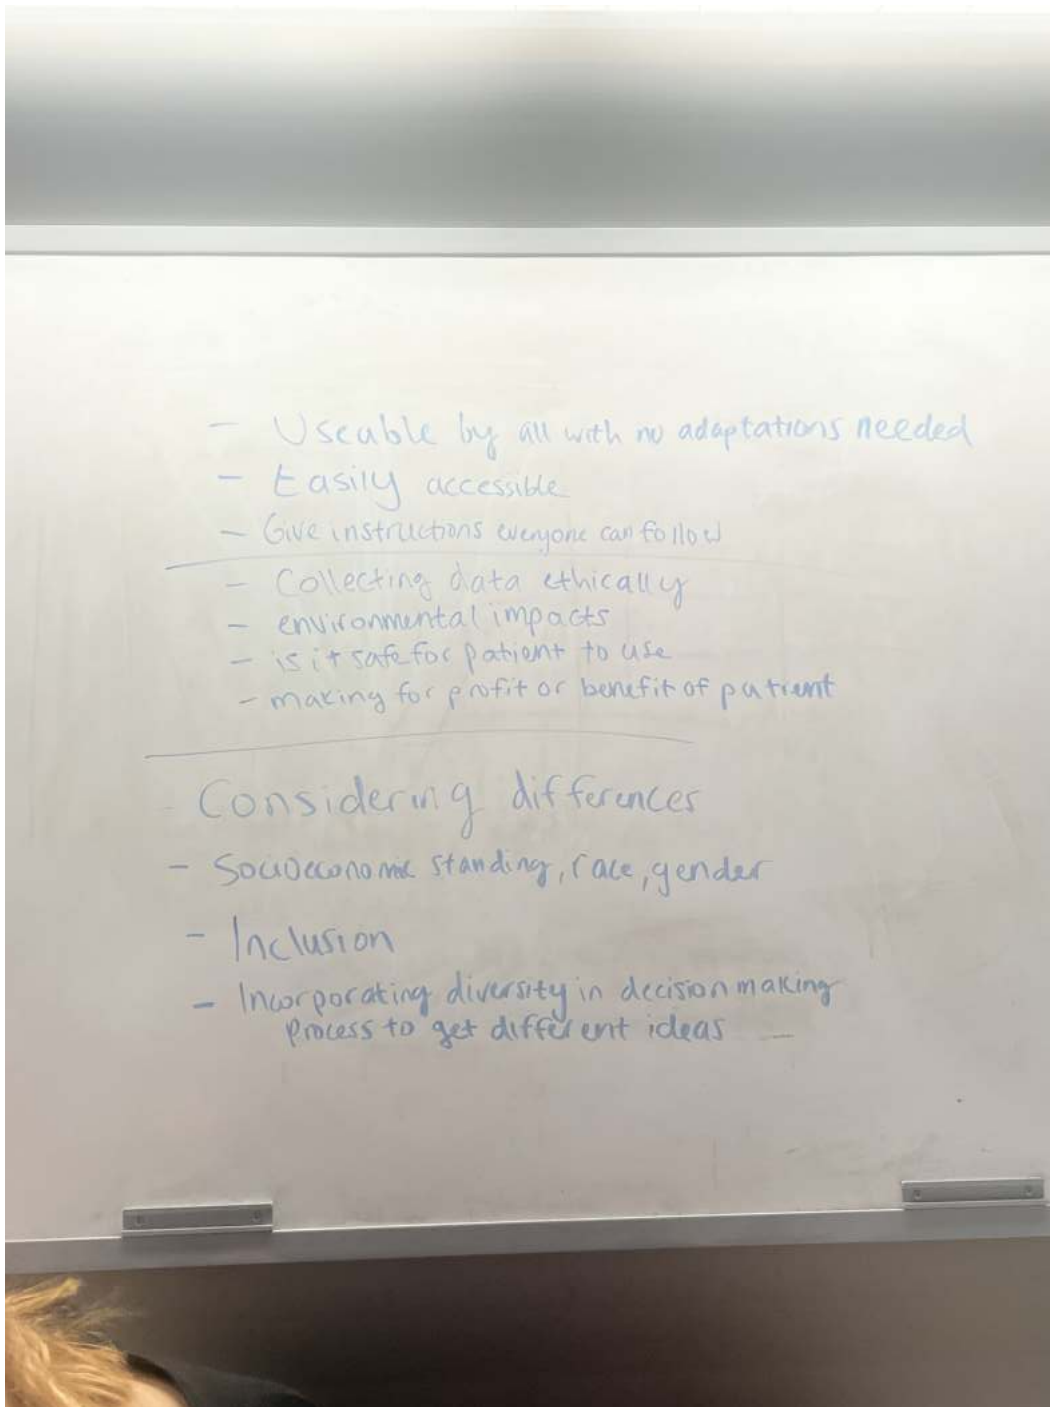 - Useable by all with no adaptations needed
- Easily accessible
- Give instructions everyone can follow
- Collecting data ethically
- environmental impacts
- is it safe for patient to use
- making for profit or benefit of patient
- Considering differences
- Socioeconomic standing, race, gender
- Inclusion
- Incorporating diversity in decision making
process to get different ideas